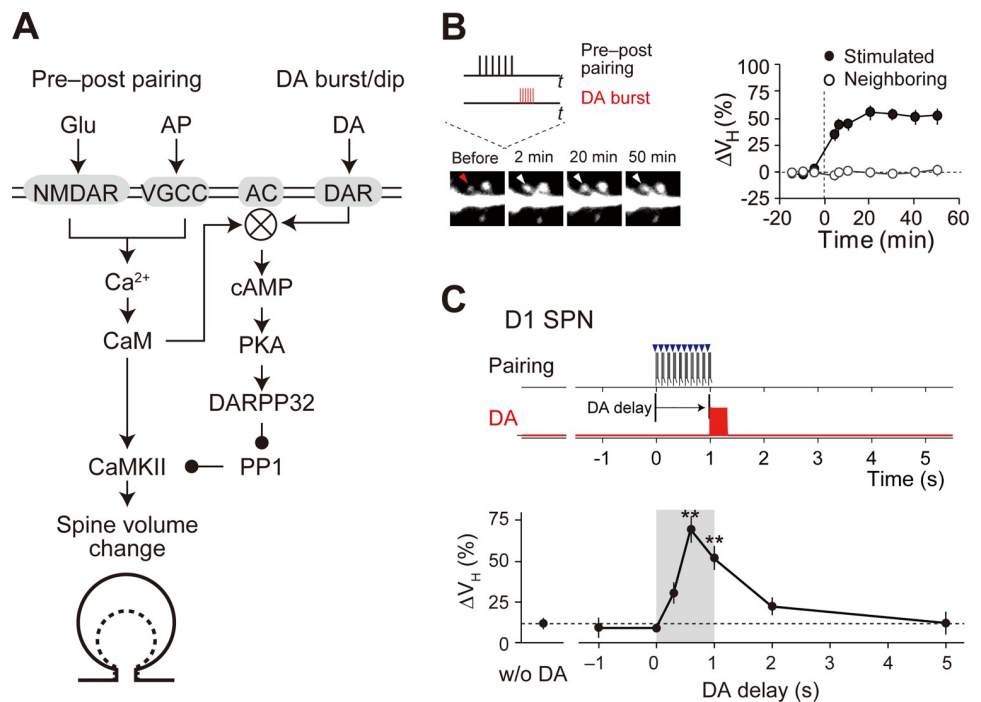 A
Pre–post pairing
DA burst/dip
Glu
AP
DA
NMDAR
VGCC
AC
DAR
Ca2+
cAMP
CaM
PKA
DARPP32
CaMKII
PP1
Spine volume
change
B
Pre–post
pairing
t
DA burst
t
Before
2 min
20 min
50 min
Stimulated
Neighboring
100
75
50
25
0
-25
ΔVH (%)
-20
0
20
40
60
Time (min)
C
D1 SPN
Pairing
DA delay
DA
-1
0
1
2
3
4
5
Time (s)
75
50
25
0
ΔVH (%)
**
**
w/o DA
–1
0
1
2
3
4
5
DA delay (s)